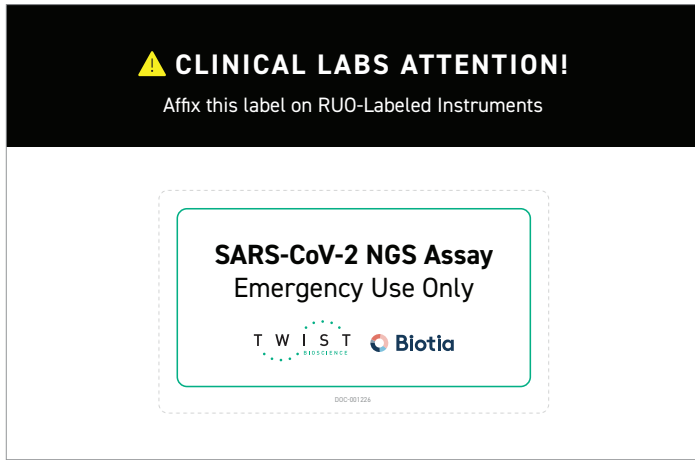 CLINICAL LABS ATTENTION!
Affix this label on RUO-Labeled Instruments
SARS-CoV-2 NGS Assay
Emergency Use Only
TWIST
BIOSCIENCE
Biotia
DOC-001226